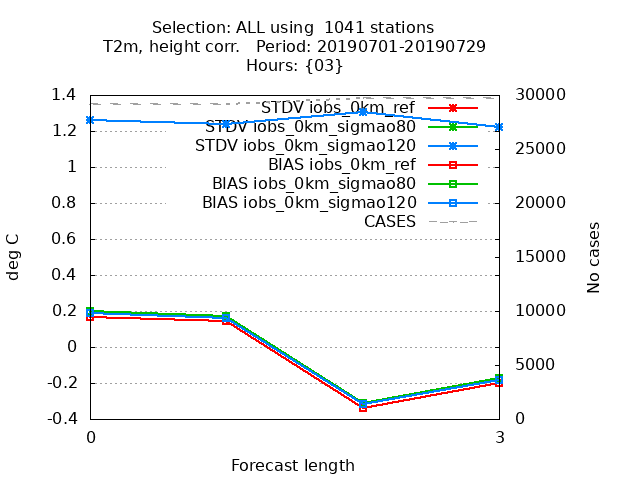 Selection: ALL using  1041 stations
T2m, height corr.   Period: 20190701-20190729
Hours: {03}
1.4
1.2
1
0.8
0.6
0.4
0.2
0
-0.2
-0.4
deg C
STDV iobs_0km_ref
STDV iobs_0km_sigmao80
STDV iobs_0km_sigmao120
BIAS iobs_0km_ref
BIAS iobs_0km_sigmao80
BIAS iobs_0km_sigmao120
CASES
30000
25000
20000
15000
10000
5000
0
No cases
0
3
Forecast length